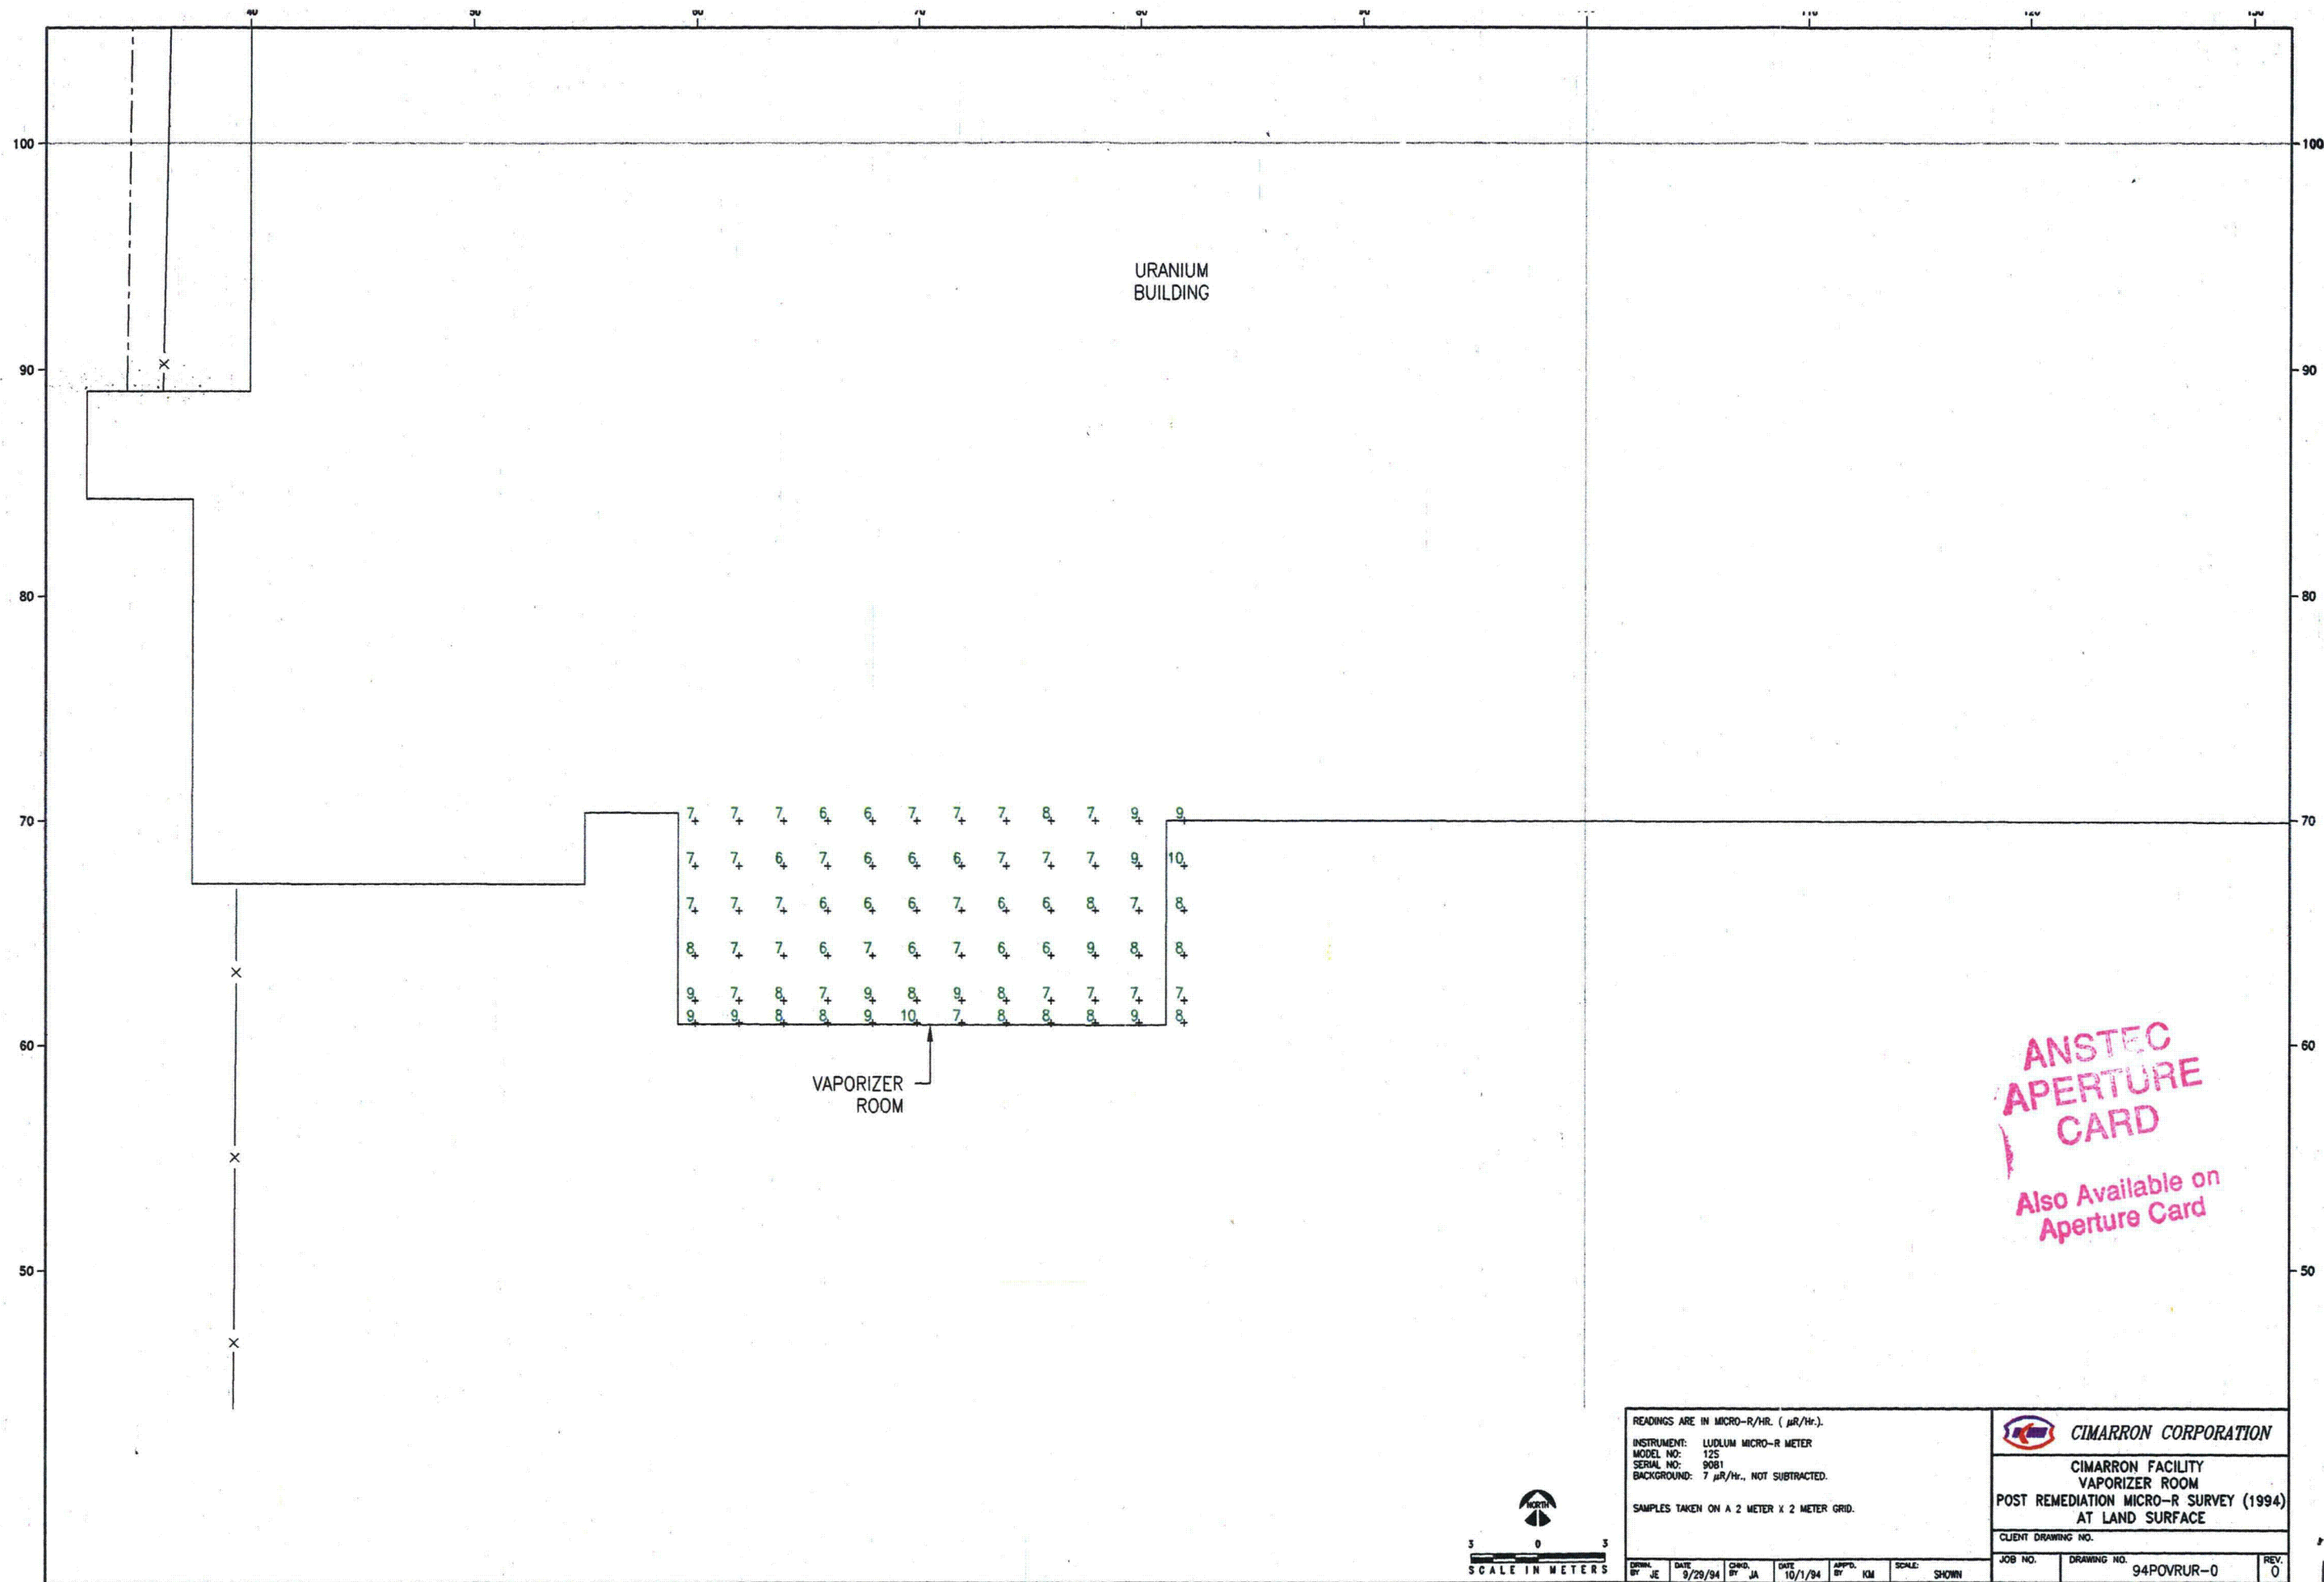 100
100
URANIUM
BUILDING
90
90
80
80
70
7 7 7 6 6 7 7 7 8 7 9 9
70
7 7 6 7 6 6 6 7 7 7 9 10
7 7 7 6 6 6 7 6 6 8 7 8
8 7 7 6 7 6 7 6 6 9 8 8
9 7 8 7 9 8 9 8 7 7 7 7
9 9 8 8 9 10 7 8 8 8 9 8
60
60
VAPORIZER
ROOM
ANSTEC
APERTURE
CARD
Also Available on
Aperture Card
50
50
READINGS ARE IN MICRO-R/HR. ( μR/Hr.).
INSTRUMENT: LUDLUM MICRO-R METER
MODEL NO: 12S
SERIAL NO: 9081
BACKGROUND: 7 μR/Hr., NOT SUBTRACTED.
SAMPLES TAKEN ON A 2 METER X 2 METER GRID.
CIMARRON CORPORATION
CIMARRON FACILITY
VAPORIZER ROOM
POST REMEDIATION MICRO-R SURVEY (1994)
AT LAND SURFACE
CLIENT DRAWING NO.
NORTH
3 0 3
SCALE IN METERS
DRWN. BY JE DATE 9/29/94 CHKD. BY JA DATE 10/1/94 APP'D. BY KM SCALE: SHOWN
JOB NO. DRAWING NO. 94POVRUR-0 REV. 0